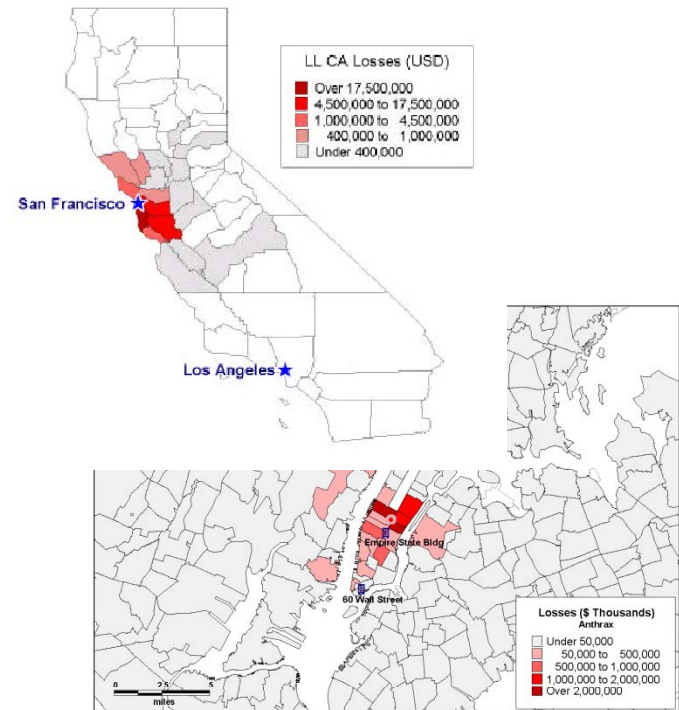 LL CA Losses (USD)
Over 17,500,000
4,500,000 to 17,500,000
1,000,000 to 4,500,000
400,000 to 1,000,000
Under 400,000
San Francisco
Los Angeles
Empire State Bldg
60 Wall Street
Losses ($ Thousands)
Anthrax
Under 50,000
50,000 to 500,000
500,000 to 1,000,000
1,000,000 to 2,000,000
Over 2,000,000
0 2.5 5
miles